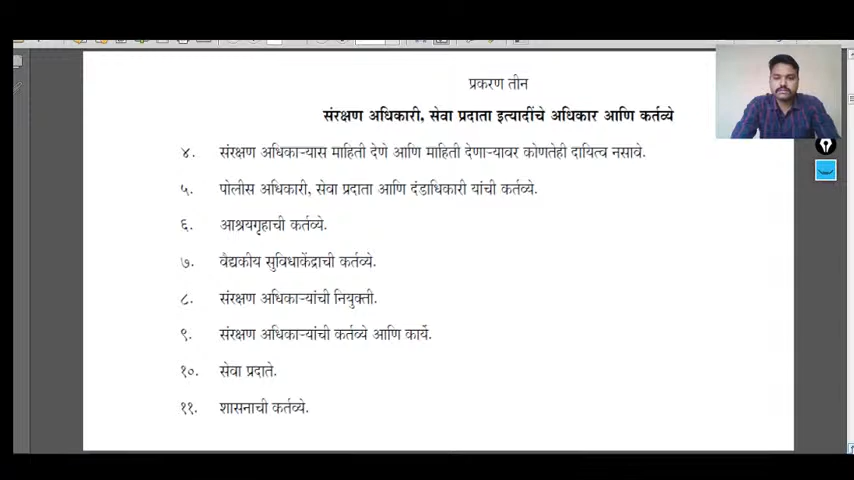 प्रकरण तीन
संरक्षण अधिकारी, सेवा प्रदाता इत्यादींचे अधिकार आणि कर्तव्ये
४. संरक्षण अधिकाऱ्यास माहिती देणे आणि माहिती देणाऱ्यावर कोणतेही दायित्व नसावे.
५. पोलीस अधिकारी, सेवा प्रदाता आणि दंडाधिकारी यांची कर्तव्ये.
६. आश्रयगृहाची कर्तव्ये.
७. वैद्यकीय सुविधाकेंद्राची कर्तव्ये.
८. संरक्षण अधिकाऱ्यांची नियुक्ती.
९. संरक्षण अधिकाऱ्यांची कर्तव्ये आणि कार्ये.
१०. सेवा प्रदाते.
११. शासनाची कर्तव्ये.